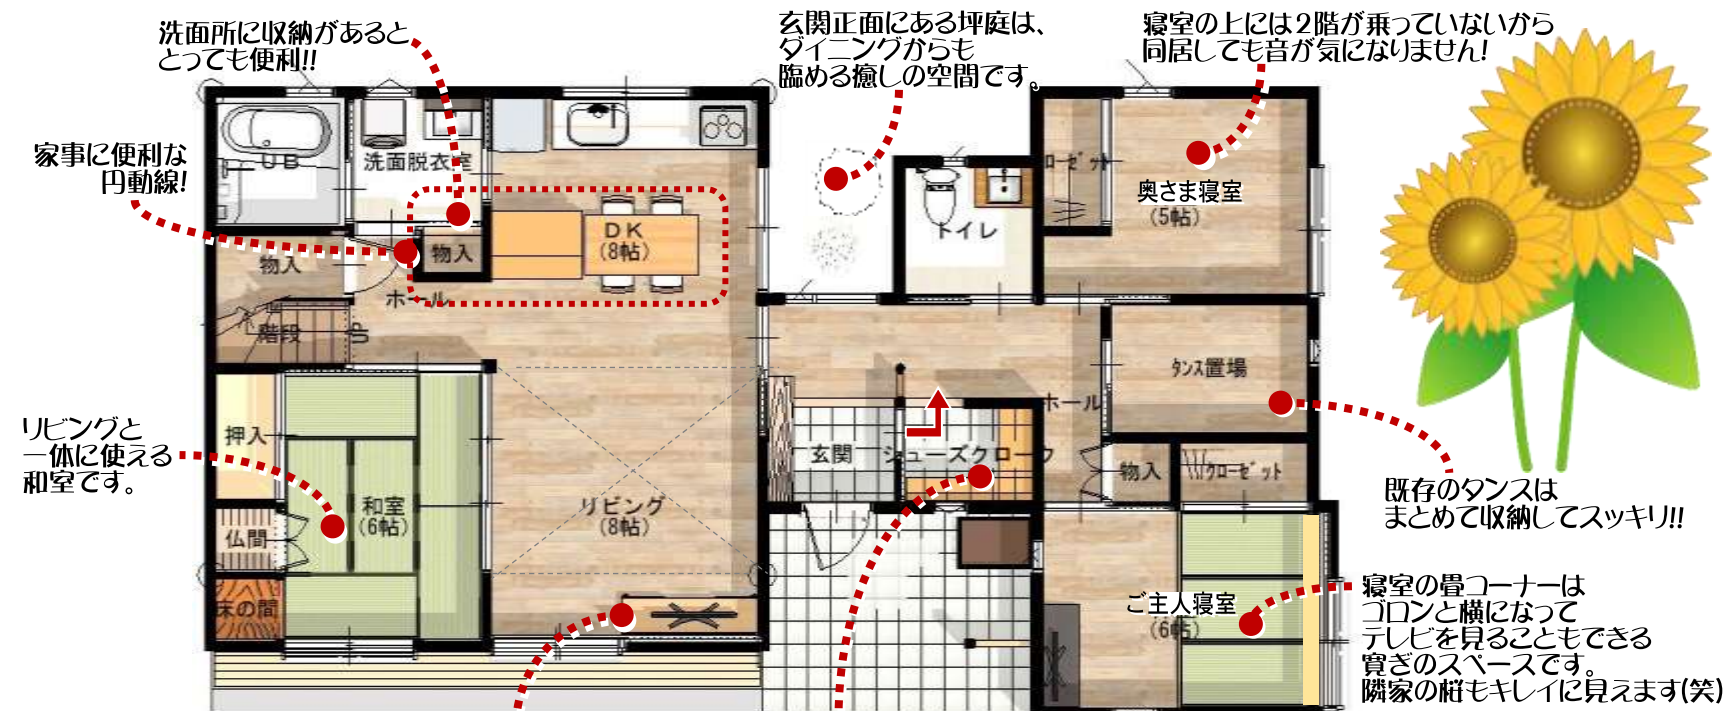 洗面所に収納があると
とっても便利!!
玄関正面にある坪庭は、
ダイニングからも
臨める癒しの空間です。
寝室の上には2階が乗っていないから
同居しても音が気になりません!
家事に便利な
円動線!
UB
洗面脱衣室
物入
DK
(8帖)
物入
ホール
階段
UP
トイレ
ローゼット
奥さま寝室
(5帖)
タンス置場
ホール
玄関
シューズクローク
物入
クローゼット
リビングと
一体に使える
和室です。
押入
和室
(6帖)
仏間
床の間
リビング
(8帖)
ご主人寝室
(6帖)
既存のタンスは
まとめて収納してスッキリ!!
寝室の畳コーナーは
ゴロンと横になって
テレビを見ることもできる
寛ぎのスペースです。
隣家の桜もキレイに見えます(笑)